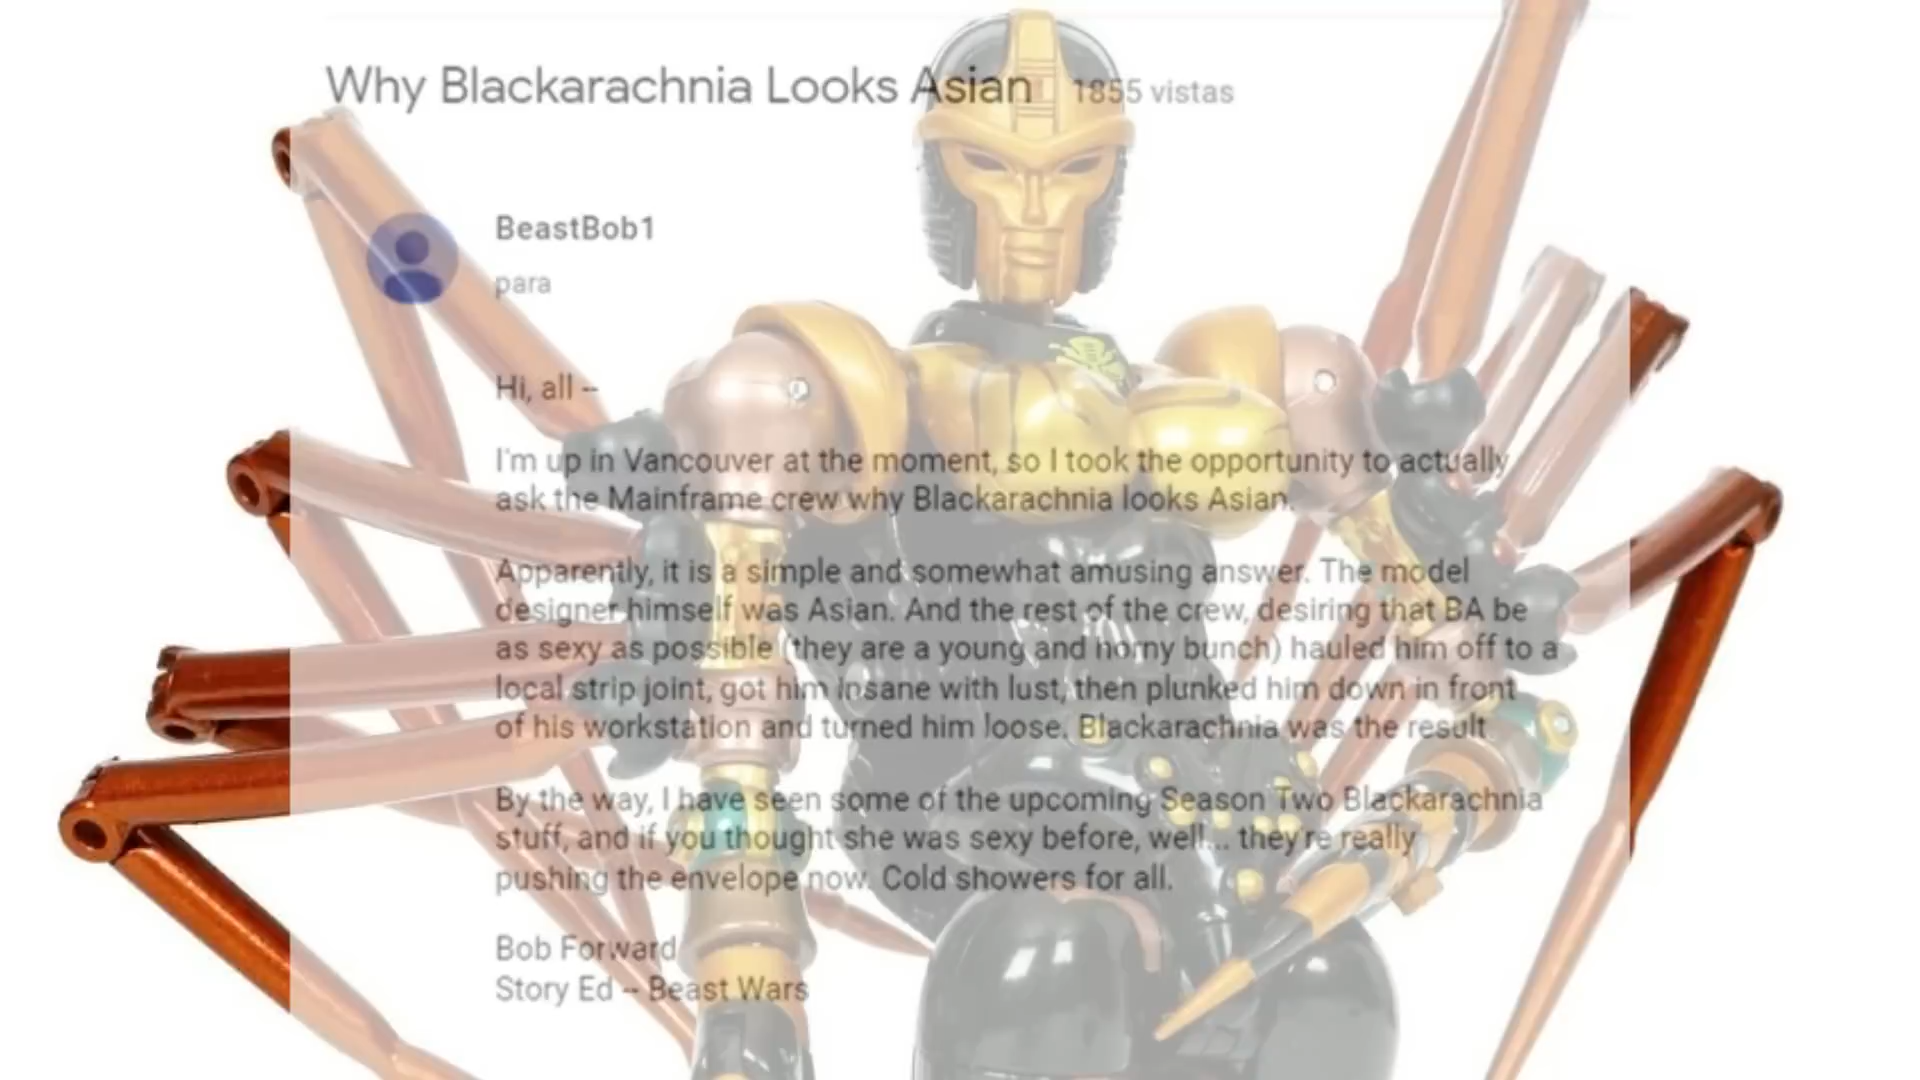 Why Blackarachnia Looks Asian 1855 vistas
BeastBob1
para
Hi, all --
I'm up in Vancouver at the moment, so I took the opportunity to actually
ask the Mainframe crew why Blackarachnia looks Asian.
Apparently, it is a simple and somewhat amusing answer. The model
designer himself was Asian. And the rest of the crew, desiring that BA be
as sexy as possible (they are a young and horny bunch) hauled him off to a
local strip joint, got him insane with lust, then plunked him down in front
of his workstation and turned him loose. Blackarachnia was the result
By the way, I have seen some of the upcoming Season Two Blackarachnia
stuff, and if you thought she was sexy before, well... they're really
pushing the envelope now. Cold showers for all.
Bob Forward
Story Ed -- Beast Wars